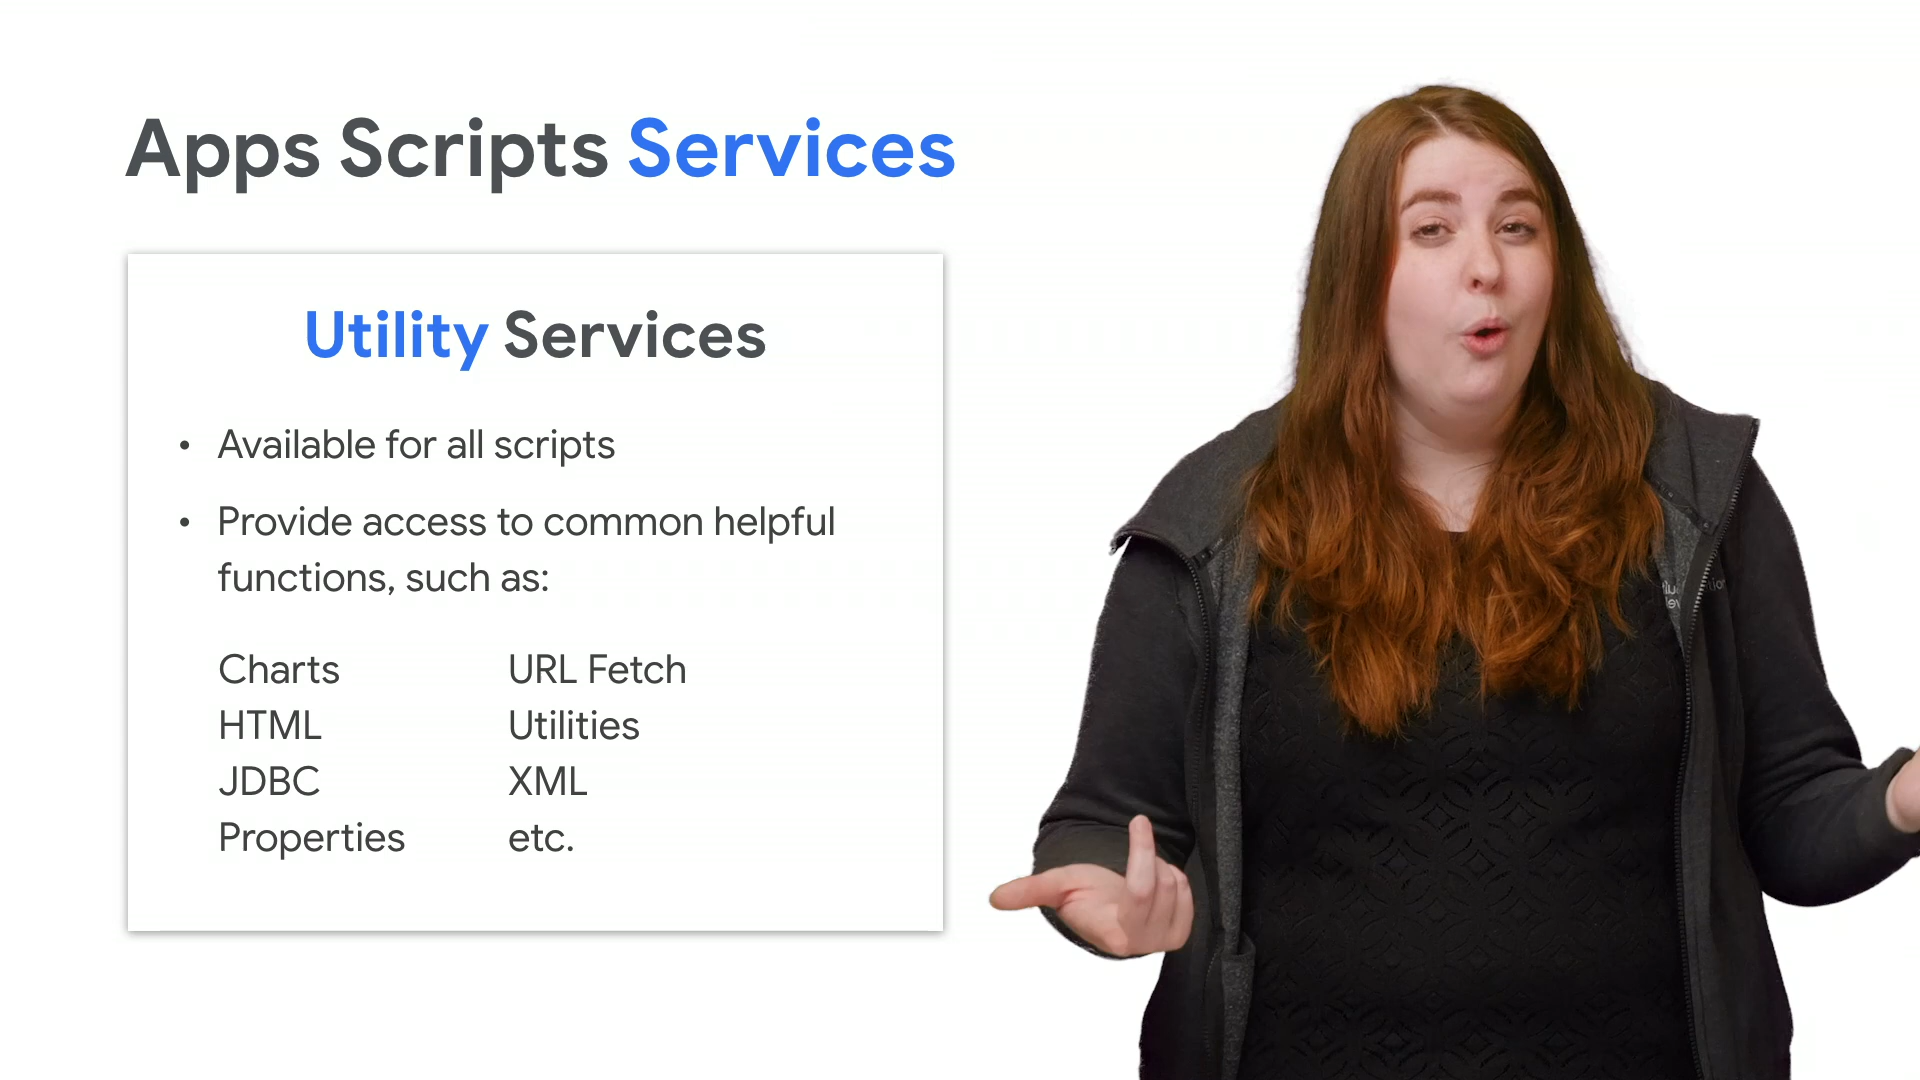 Apps Scripts Services
Utility Services
• Available for all scripts
• Provide access to common helpful
functions, such as:
Charts
HTML
JDBC
Properties
URL Fetch
Utilities
XML
etc.